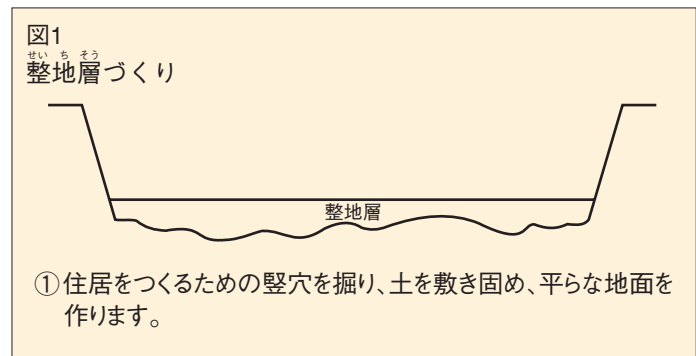 図1
せいちそう
整地層づくり
整地層
①住居をつくるための竪穴を掘り、土を敷き固め、平らな地面を
作ります。